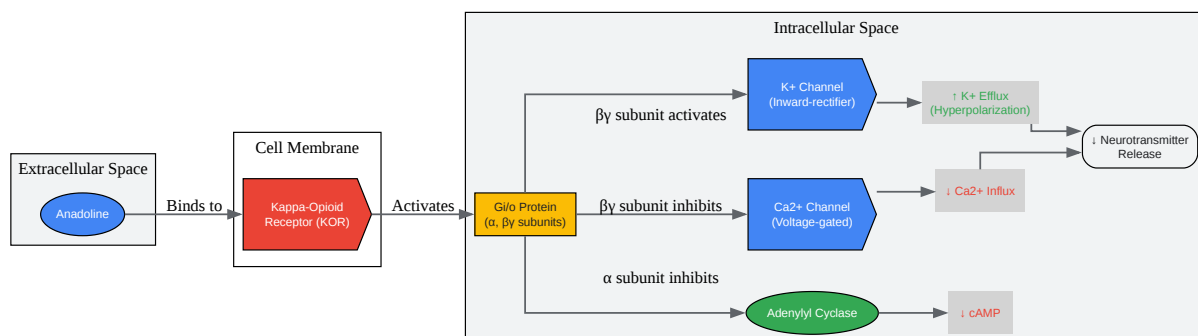 Extracellular Space
Anadoline
Binds to
Cell Membrane
Kappa-Opioid
Receptor (KOR)
Activates
Intracellular Space
Gi/o Protein
(α, βγ subunits)
βγ subunit activates
K+ Channel
(Inward-rectifier)
↑ K+ Efflux
(Hyperpolarization)
βγ subunit inhibits
Ca2+ Channel
(Voltage-gated)
↓ Ca2+ Influx
↓ Neurotransmitter
Release
α subunit inhibits
Adenylyl Cyclase
↓ cAMP